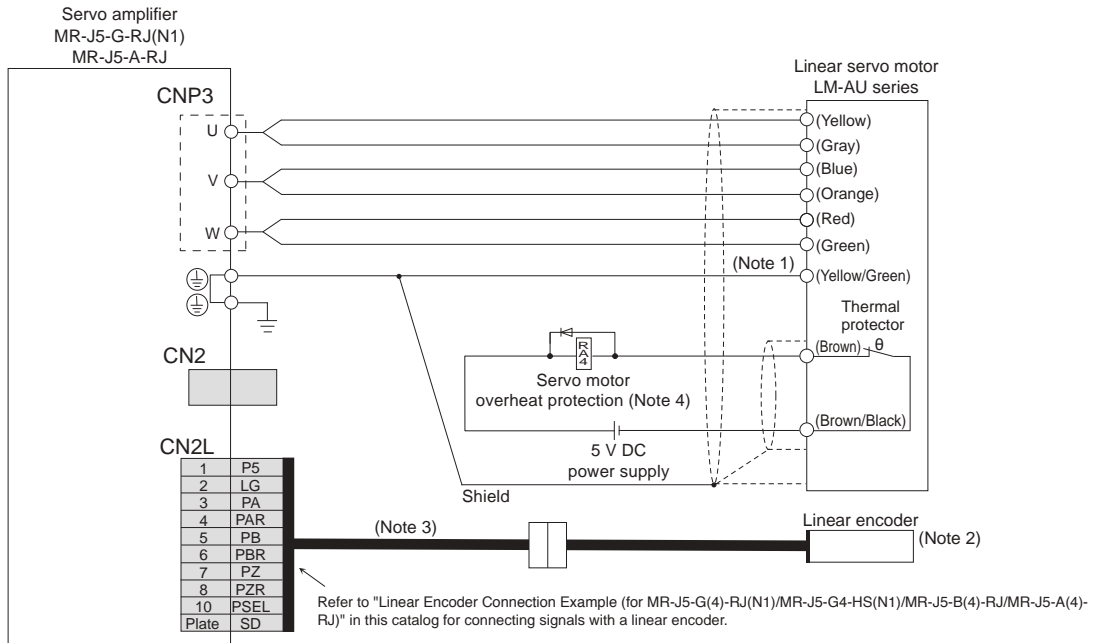 Servo amplifier
MR-J5-G-RJ(N1)
MR-J5-A-RJ
CNP3
U
V
W
CN2
CN2L
1 P5
2 LG
3 PA
4 PAR
5 PB
6 PBR
7 PZ
8 PZR
10 PSEL
Plate SD
Linear servo motor
LM-AU series
(Yellow)
(Gray)
(Blue)
(Orange)
(Red)
(Green)
(Note 1)
(Yellow/Green)
Thermal
protector
(Brown)
θ
RA4
Servo motor
overheat protection (Note 4)
(Brown/Black)
5 V DC
power supply
Shield
(Note 3)
Linear encoder
(Note 2)
Refer to "Linear Encoder Connection Example (for MR-J5-G(4)-RJ(N1)/MR-J5-G4-HS(N1)/MR-J5-B(4)-RJ/MR-J5-A(4)-
RJ)" in this catalog for connecting signals with a linear encoder.